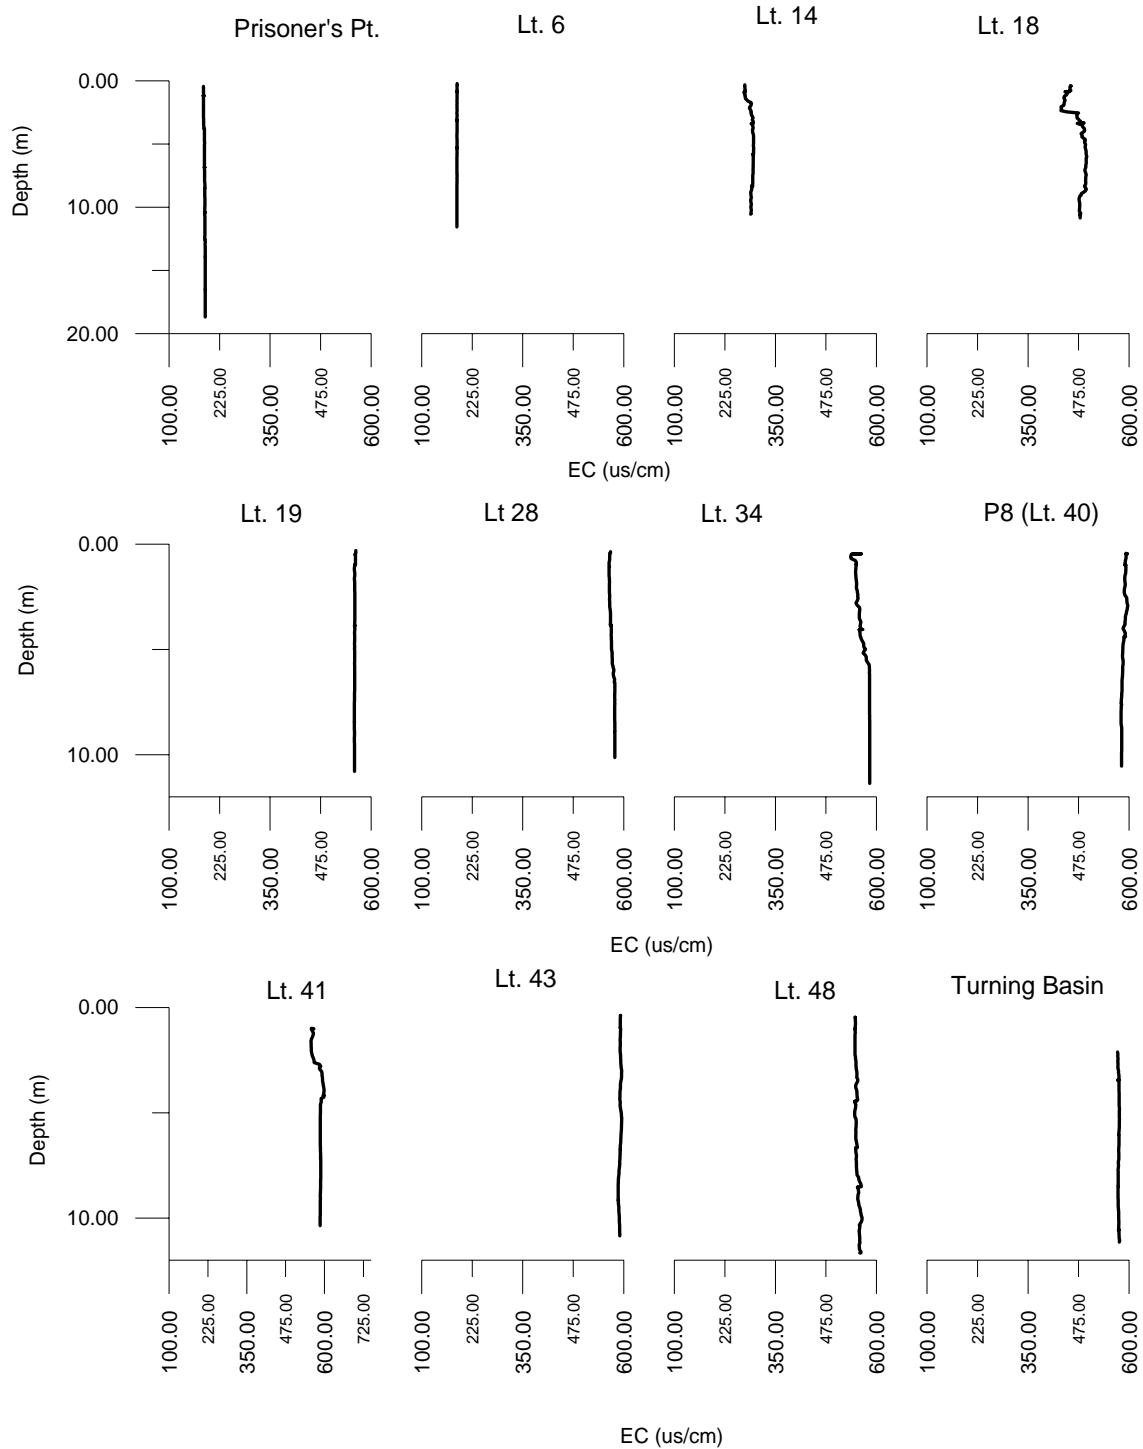 Prisoner's Pt.
Lt. 6
Lt. 14
Lt. 18
0.00
10.00
20.00
Depth (m)
100.00 225.00 350.00 475.00 600.00
100.00 225.00 350.00 475.00 600.00
100.00 225.00 350.00 475.00 600.00
100.00 225.00 350.00 475.00 600.00
EC (us/cm)
Lt. 19
Lt 28
Lt. 34
P8 (Lt. 40)
0.00
10.00
Depth (m)
100.00 225.00 350.00 475.00 600.00
100.00 225.00 350.00 475.00 600.00
100.00 225.00 350.00 475.00 600.00
100.00 225.00 350.00 475.00 600.00
EC (us/cm)
Lt. 41
Lt. 43
Lt. 48
Turning Basin
0.00
10.00
Depth (m)
100.00 225.00 350.00 475.00 600.00 725.00
100.00 225.00 350.00 475.00 600.00
100.00 225.00 350.00 475.00 600.00
100.00 225.00 350.00 475.00 600.00
EC (us/cm)